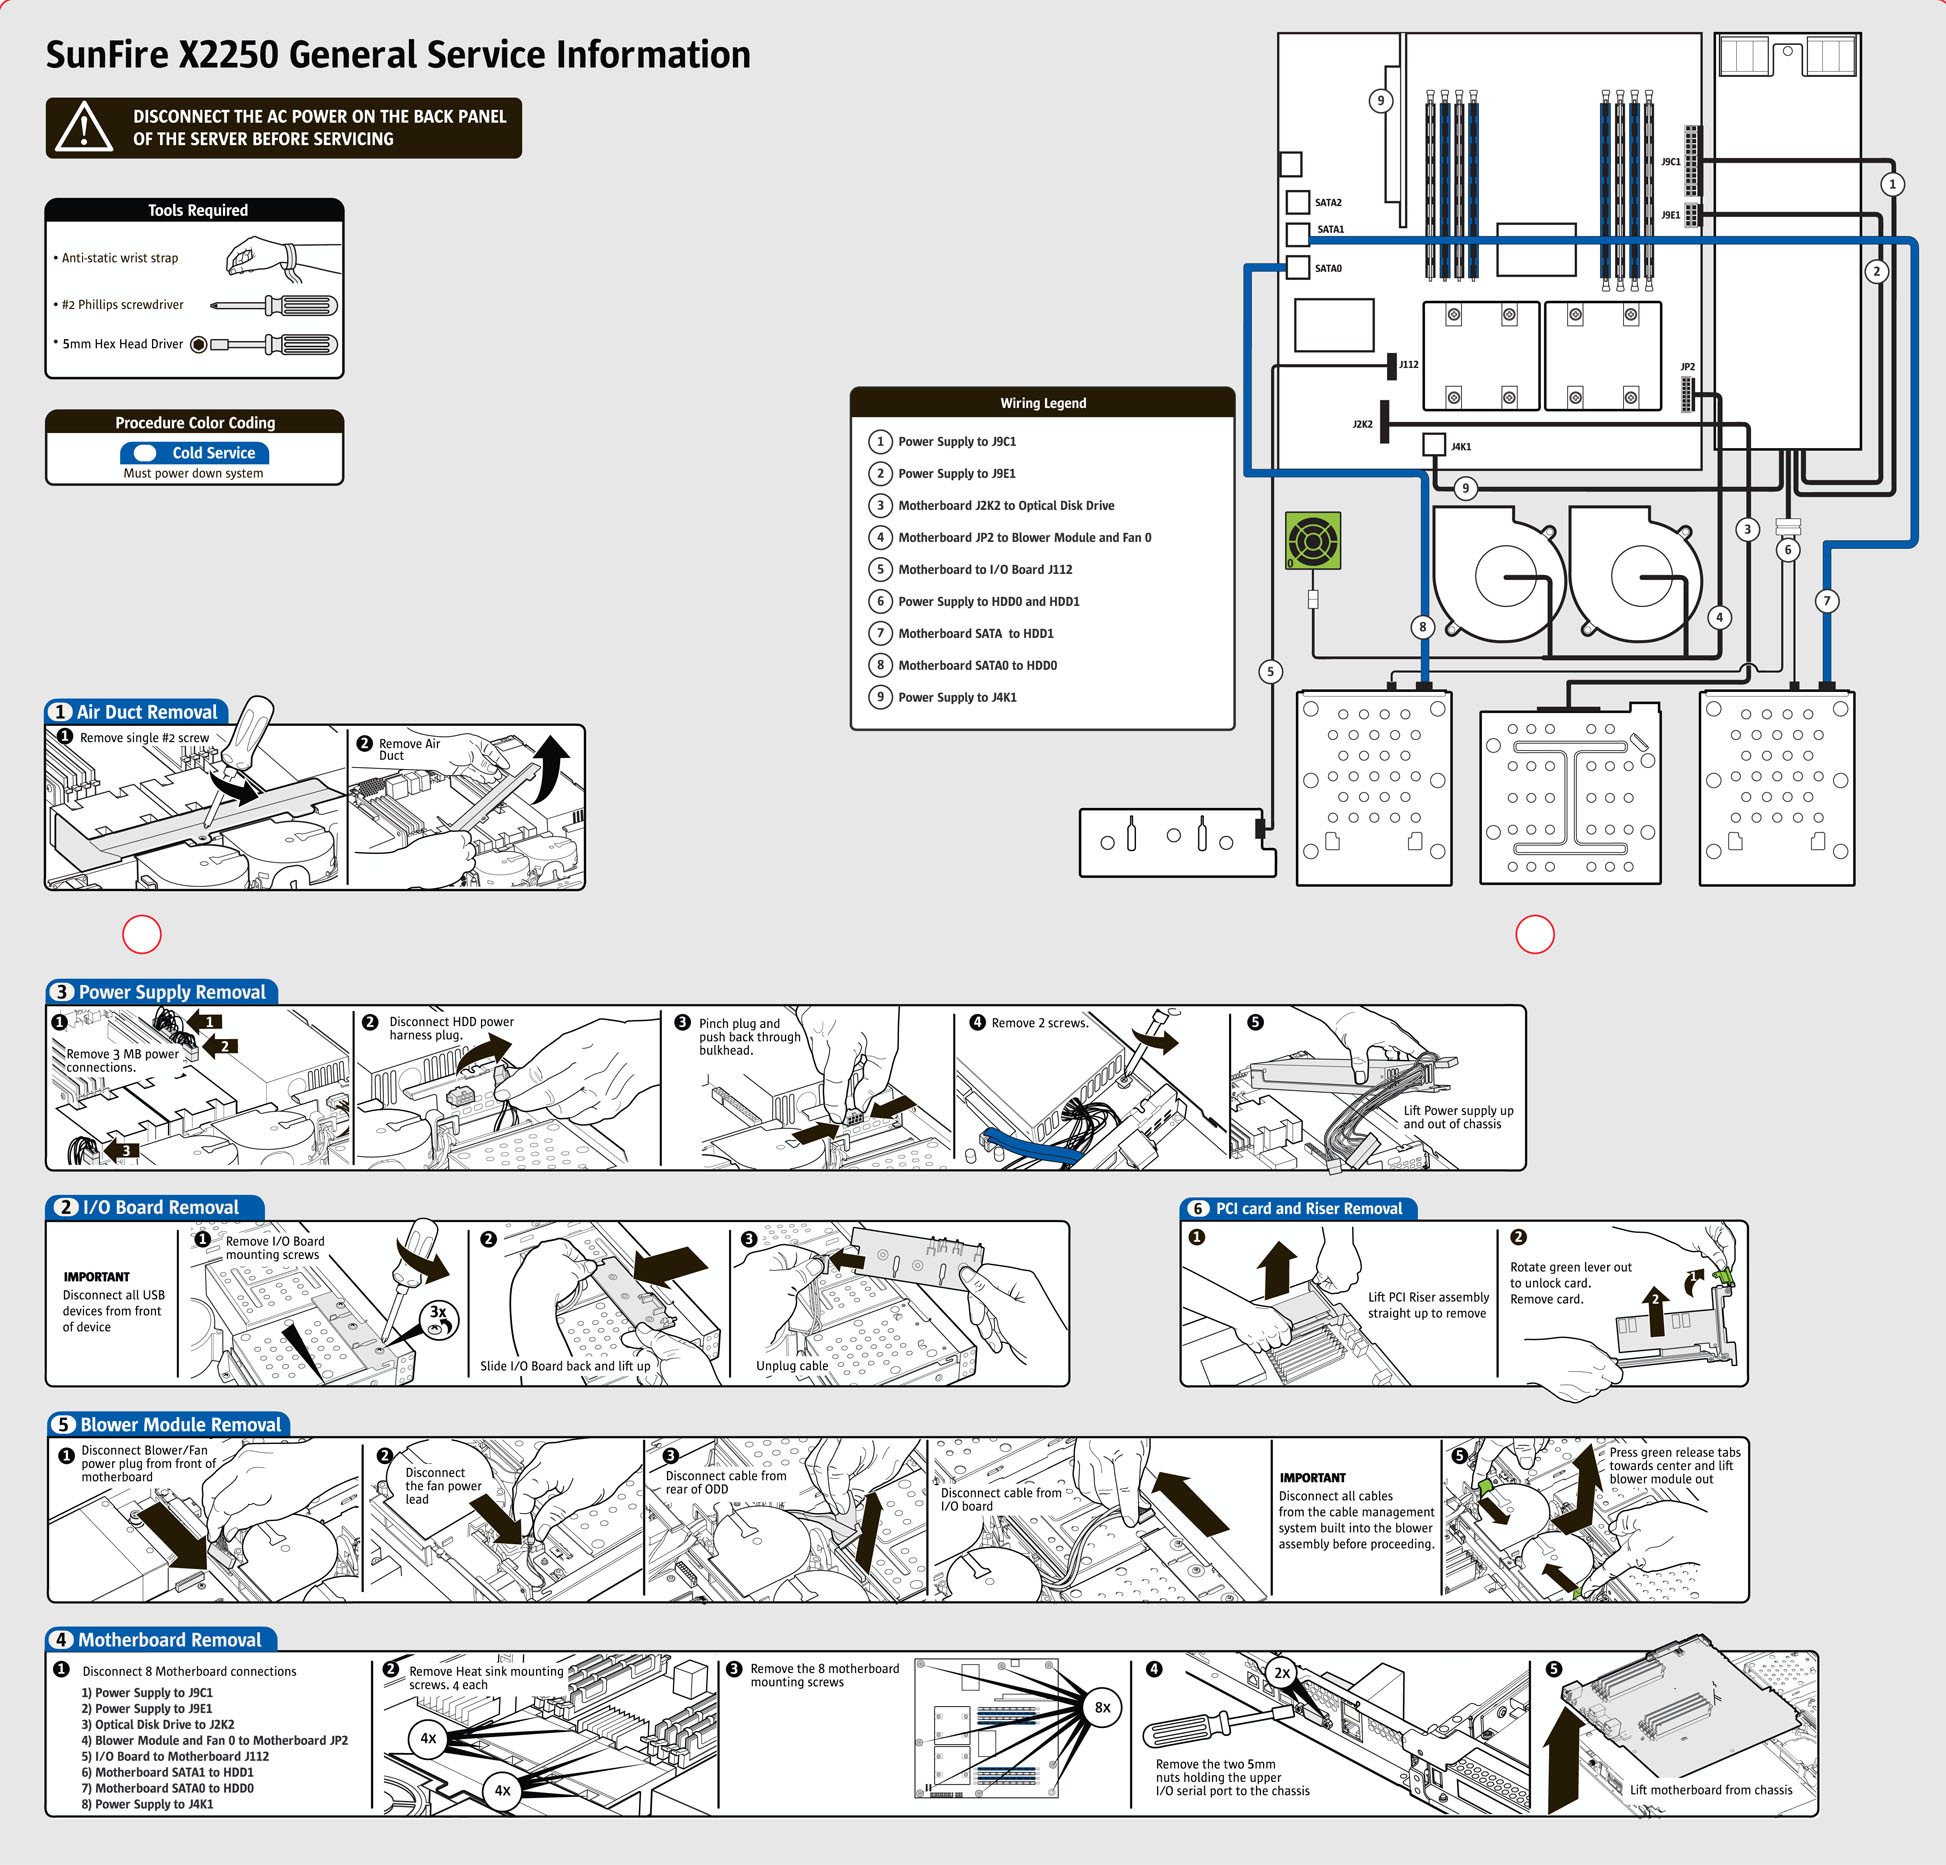 SunFire X2250 General Service Information
DISCONNECT THE AC POWER ON THE BACK PANEL
OF THE SERVER BEFORE SERVICING
Tools Required
• Anti-static wrist strap
• #2 Phillips screwdriver
• 5mm Hex Head Driver
Procedure Color Coding
Cold Service
Must power down system
Wiring Legend
1 Power Supply to J9C1
2 Power Supply to J9E1
3 Motherboard J2K2 to Optical Disk Drive
4 Motherboard JP2 to Blower Module and Fan 0
5 Motherboard to I/O Board J112
6 Power Supply to HDD0 and HDD1
7 Motherboard SATA to HDD1
8 Motherboard SATA0 to HDD0
9 Power Supply to J4K1
9
J9C1
1
SATA2
J9E1
SATA1
SATA0
2
J112
JP2
J2K2
J4K1
9
3
6
0
7
4
8
5
1 Air Duct Removal
1 Remove single #2 screw
2 Remove Air
Duct
3 Power Supply Removal
1
1
2
Remove 3 MB power
connections.
3
2 Disconnect HDD power
harness plug.
3 Pinch plug and
push back through
bulkhead.
4 Remove 2 screws.
5
Lift Power supply up
and out of chassis
2 I/O Board Removal
IMPORTANT
Disconnect all USB
devices from front
of device
1 Remove I/O Board
mounting screws
3x
2
Slide I/O Board back and lift up
3
Unplug cable
6 PCI card and Riser Removal
1
Lift PCI Riser assembly
straight up to remove
2
Rotate green lever out
to unlock card.
Remove card.
1
2
5 Blower Module Removal
1 Disconnect Blower/Fan
power plug from front of
motherboard
2
Disconnect
the fan power
lead
3
Disconnect cable from
rear of ODD
Disconnect cable from
I/O board
IMPORTANT
Disconnect all cables
from the cable management
system built into the blower
assembly before proceeding.
5
Press green release tabs
towards center and lift
blower module out
4 Motherboard Removal
1 Disconnect 8 Motherboard connections
1) Power Supply to J9C1
2) Power Supply to J9E1
3) Optical Disk Drive to J2K2
4) Blower Module and Fan 0 to Motherboard JP2
5) I/O Board to Motherboard J112
6) Motherboard SATA1 to HDD1
7) Motherboard SATA0 to HDD0
8) Power Supply to J4K1
2 Remove Heat sink mounting
screws. 4 each
4x
4x
3 Remove the 8 motherboard
mounting screws
8x
4
2x
Remove the two 5mm
nuts holding the upper
I/O serial port to the chassis
5
Lift motherboard from chassis